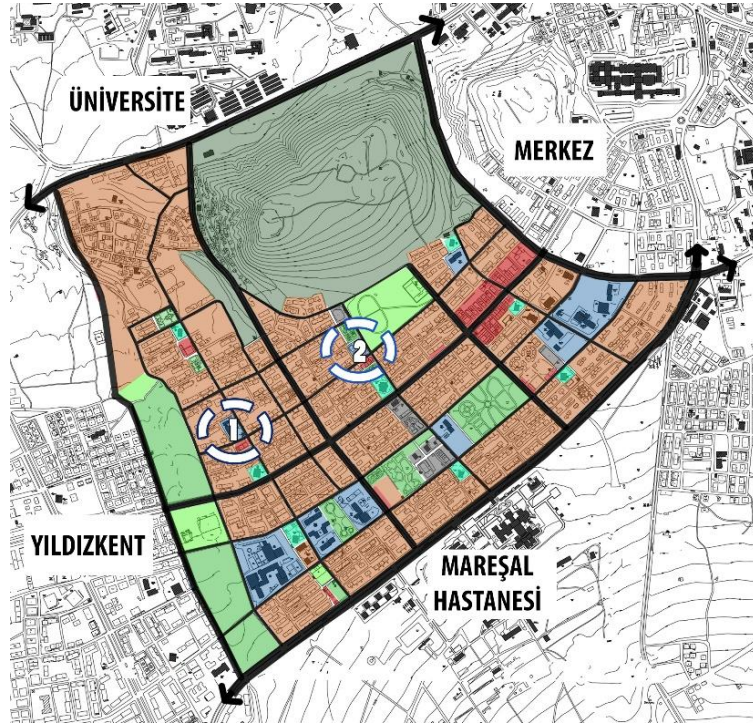 ÜNİVERSİTE
MERKEZ
2
1
YILDIZKENT
MAREŞAL
HASTANESİ